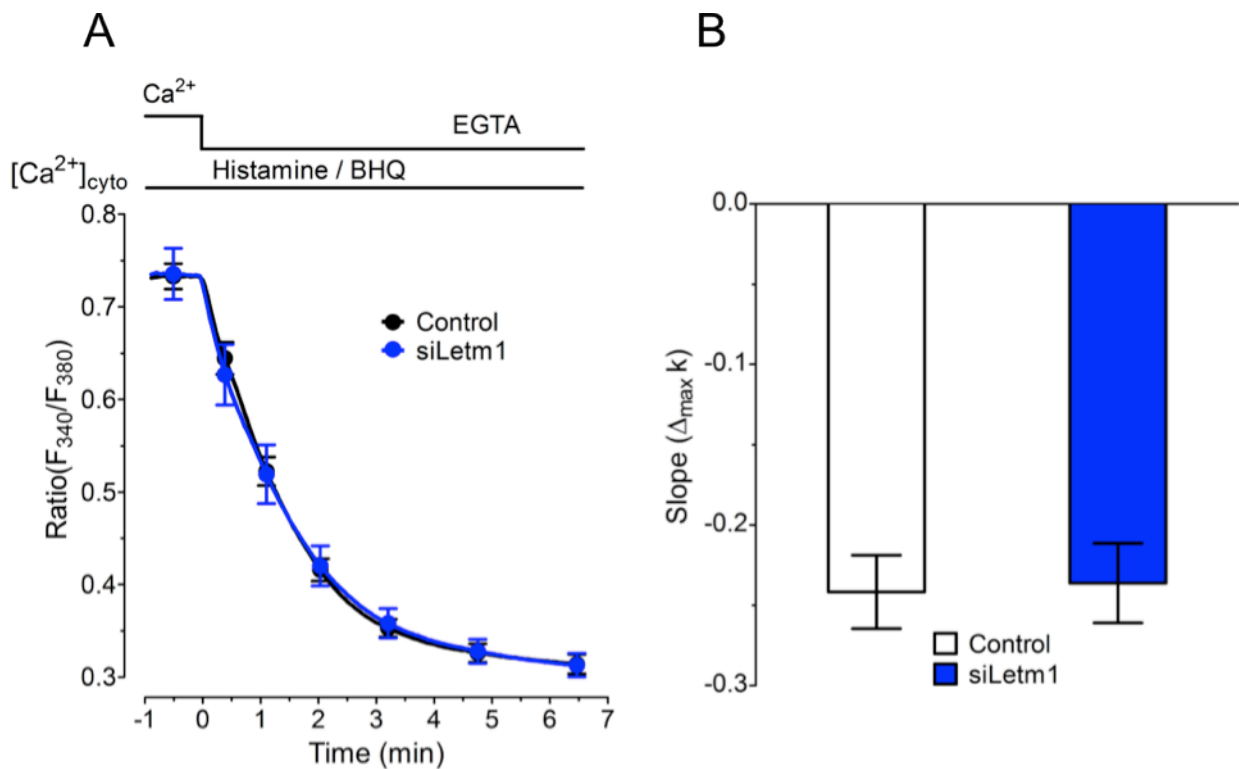 A
Ca²⁺
EGTA
[Ca²⁺]cyto
Histamine / BHQ
0.8
0.7
0.6
0.5
0.4
0.3
Ratio(F340/F380)
Control
siLetm1
-1 0 1 2 3 4 5 6 7
Time (min)
B
0.0
-0.1
-0.2
-0.3
Slope (Δmax k)
Control
siLetm1